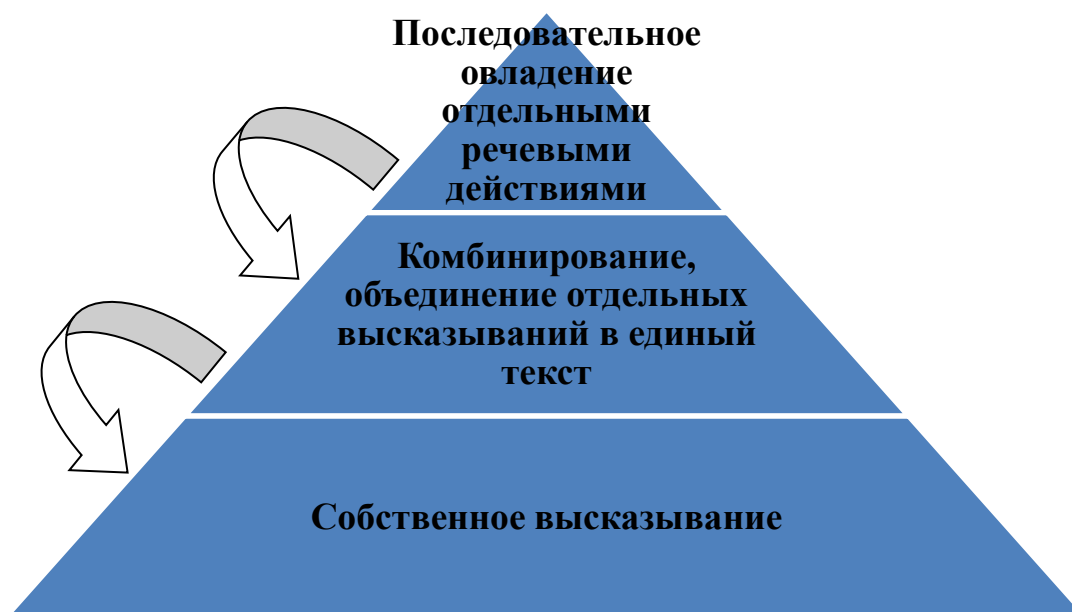 Последовательное
овладение
отдельными
речевыми
действиями
Комбинирование,
объединение отдельных
высказываний в единый
текст
Собственное высказывание